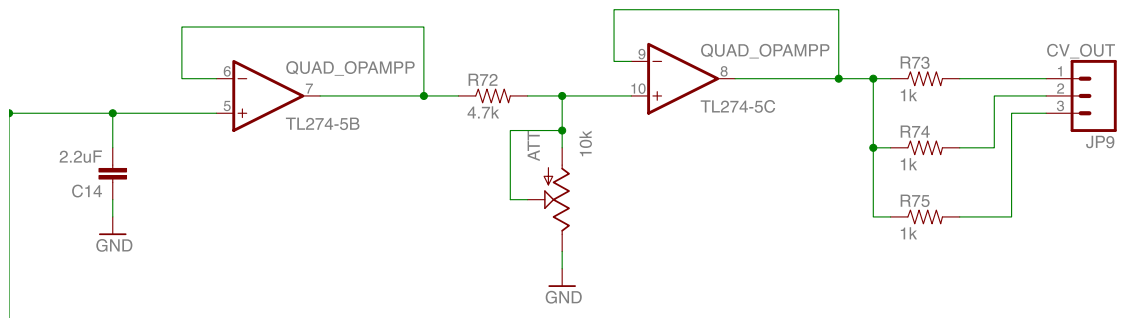 2.2uF
C14
GND
6
5
7
QUAD_OPAMPP
TL274-5B
R72
4.7k
ATT
10k
GND
9
10
8
QUAD_OPAMPP
TL274-5C
R73
1k
R74
1k
R75
1k
CV_OUT
1
2
3
JP9